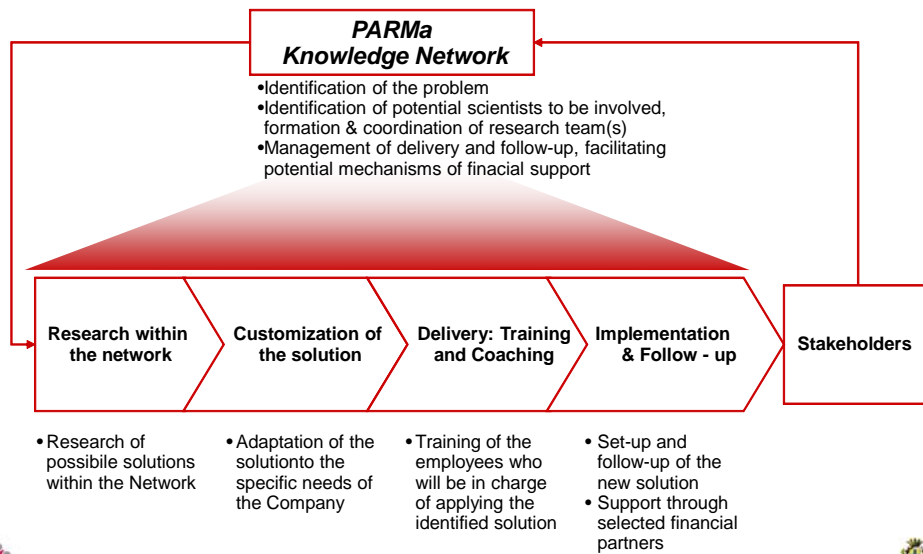 PARMa
Knowledge Network
•Identification of the problem
•Identification of potential scientists to be involved,
formation & coordination of research team(s)
•Management of delivery and follow-up, facilitating
potential mechanisms of finacial support
Research within
the network
Customization of
the solution
Delivery: Training
and Coaching
Implementation
& Follow - up
Stakeholders
• Research of
possibile solutions
within the Network
• Adaptation of the
solutionto the
specific needs of
the Company
• Training of the
employees who
will be in charge
of applying the
identified solution
• Set-up and
follow-up of the
new solution
• Support through
selected financial
partners